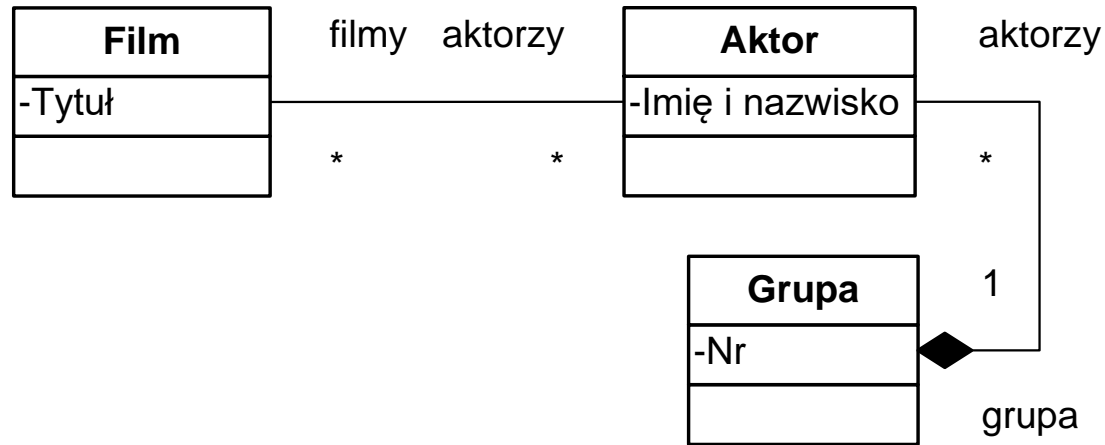 Film
-Tytuł
filmy aktorzy
* *
Aktor
-Imię i nazwisko
aktorzy
*
1
Grupa
-Nr
grupa